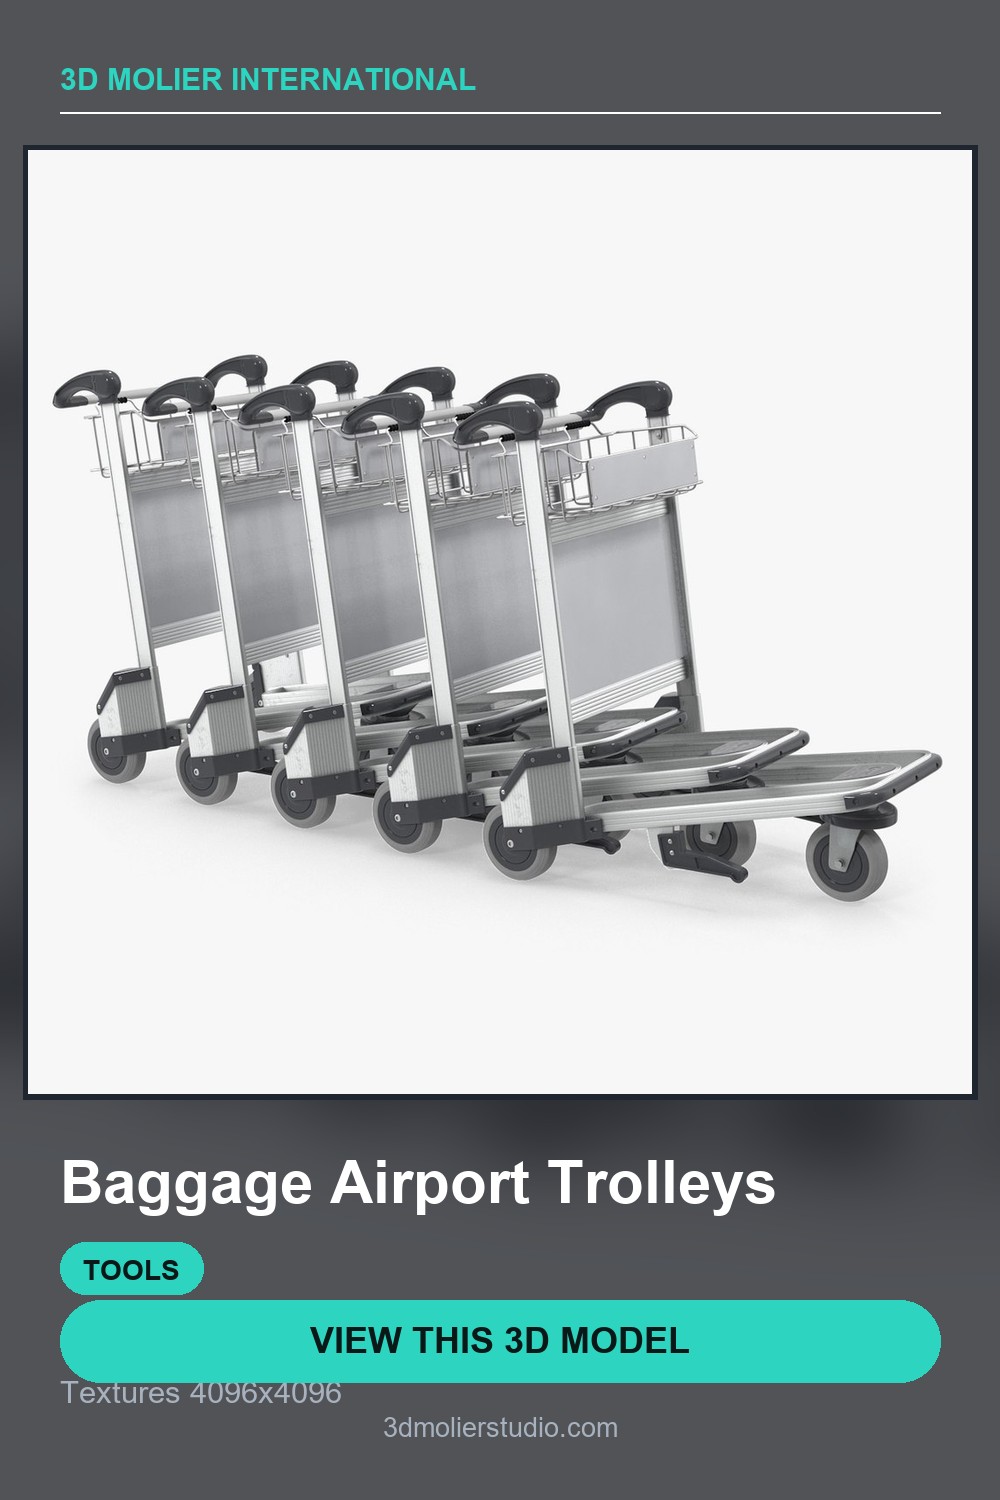 3D MOLIER INTERNATIONAL
Baggage Airport Trolleys
TOOLS
VIEW THIS 3D MODEL
Textures 4096x4096
3dmolierstudio.com